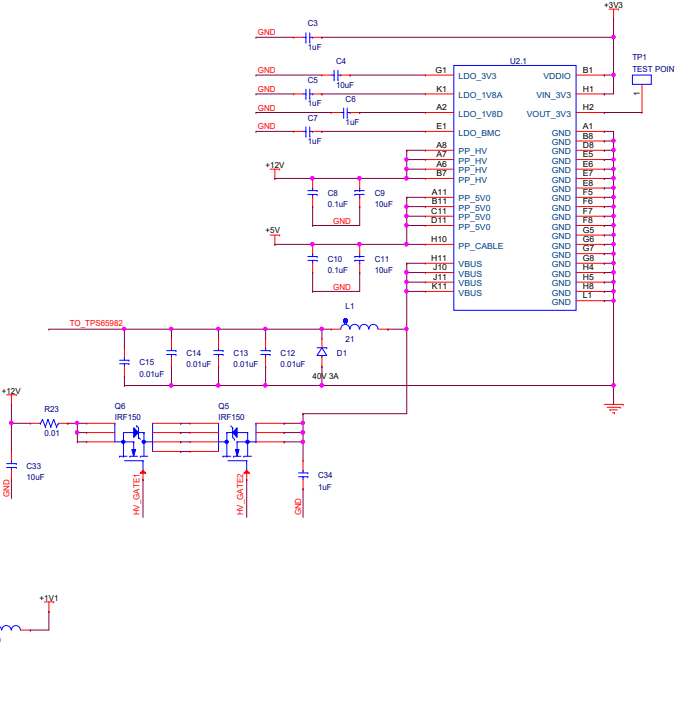 +3V3
C3
GND
1uF
C4
GND
10uF
C5
GND
1uF
C6
GND
1uF
C7
GND
1uF
U2.1
G1 LDO_3V3 VDDIO B1
K1 LDO_1V8A VIN_3V3 H1
A2 LDO_1V8D VOUT_3V3 H2
E1 LDO_BMC GND A1
GND B8
A8 PP_HV GND D8
A7 PP_HV GND E5
A6 PP_HV GND E6
B7 PP_HV GND E7
GND E8
A11 PP_5V0 GND F5
B11 PP_5V0 GND F6
C11 PP_5V0 GND F7
D11 PP_5V0 GND F8
GND G5
H10 PP_CABLE GND G6
GND G7
H11 VBUS GND G8
J10 VBUS GND H4
J11 VBUS GND H5
K11 VBUS GND H8
GND L1
TP1
TEST POIN
1
+12V
C8
0.1uF
C9
10uF
GND
+5V
C10
0.1uF
C11
10uF
GND
L1
21
TO_TPS65982
C15
0.01uF
C14
0.01uF
C13
0.01uF
C12
0.01uF
D1
40V 3A
+12V
R23
0.01
Q6
IRF150
Q5
IRF150
C33
10uF
GND
HV_GATE1
HV_GATE2
C34
1uF
GND
+1V1